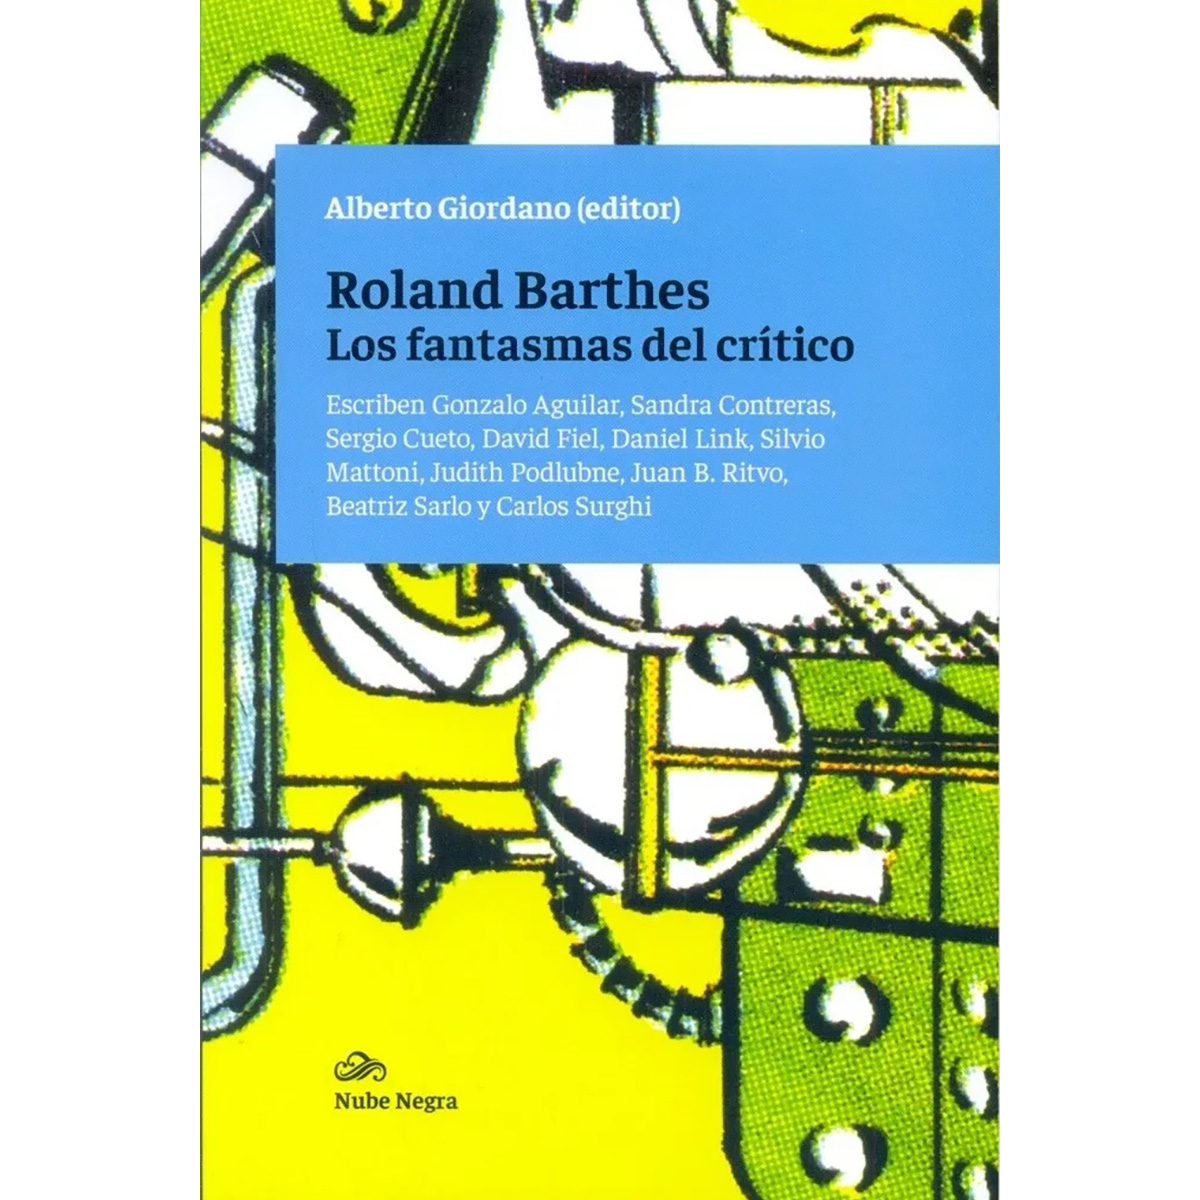 Alberto Giordano (editor)
Roland Barthes
Los fantasmas del crítico
Escriben Gonzalo Aguilar, Sandra Contreras,
Sergio Cueto, David Fiel, Daniel Link, Silvio
Mattoni, Judith Podlubne, Juan B. Ritvo,
Beatriz Sarlo y Carlos Surghi
Nube Negra